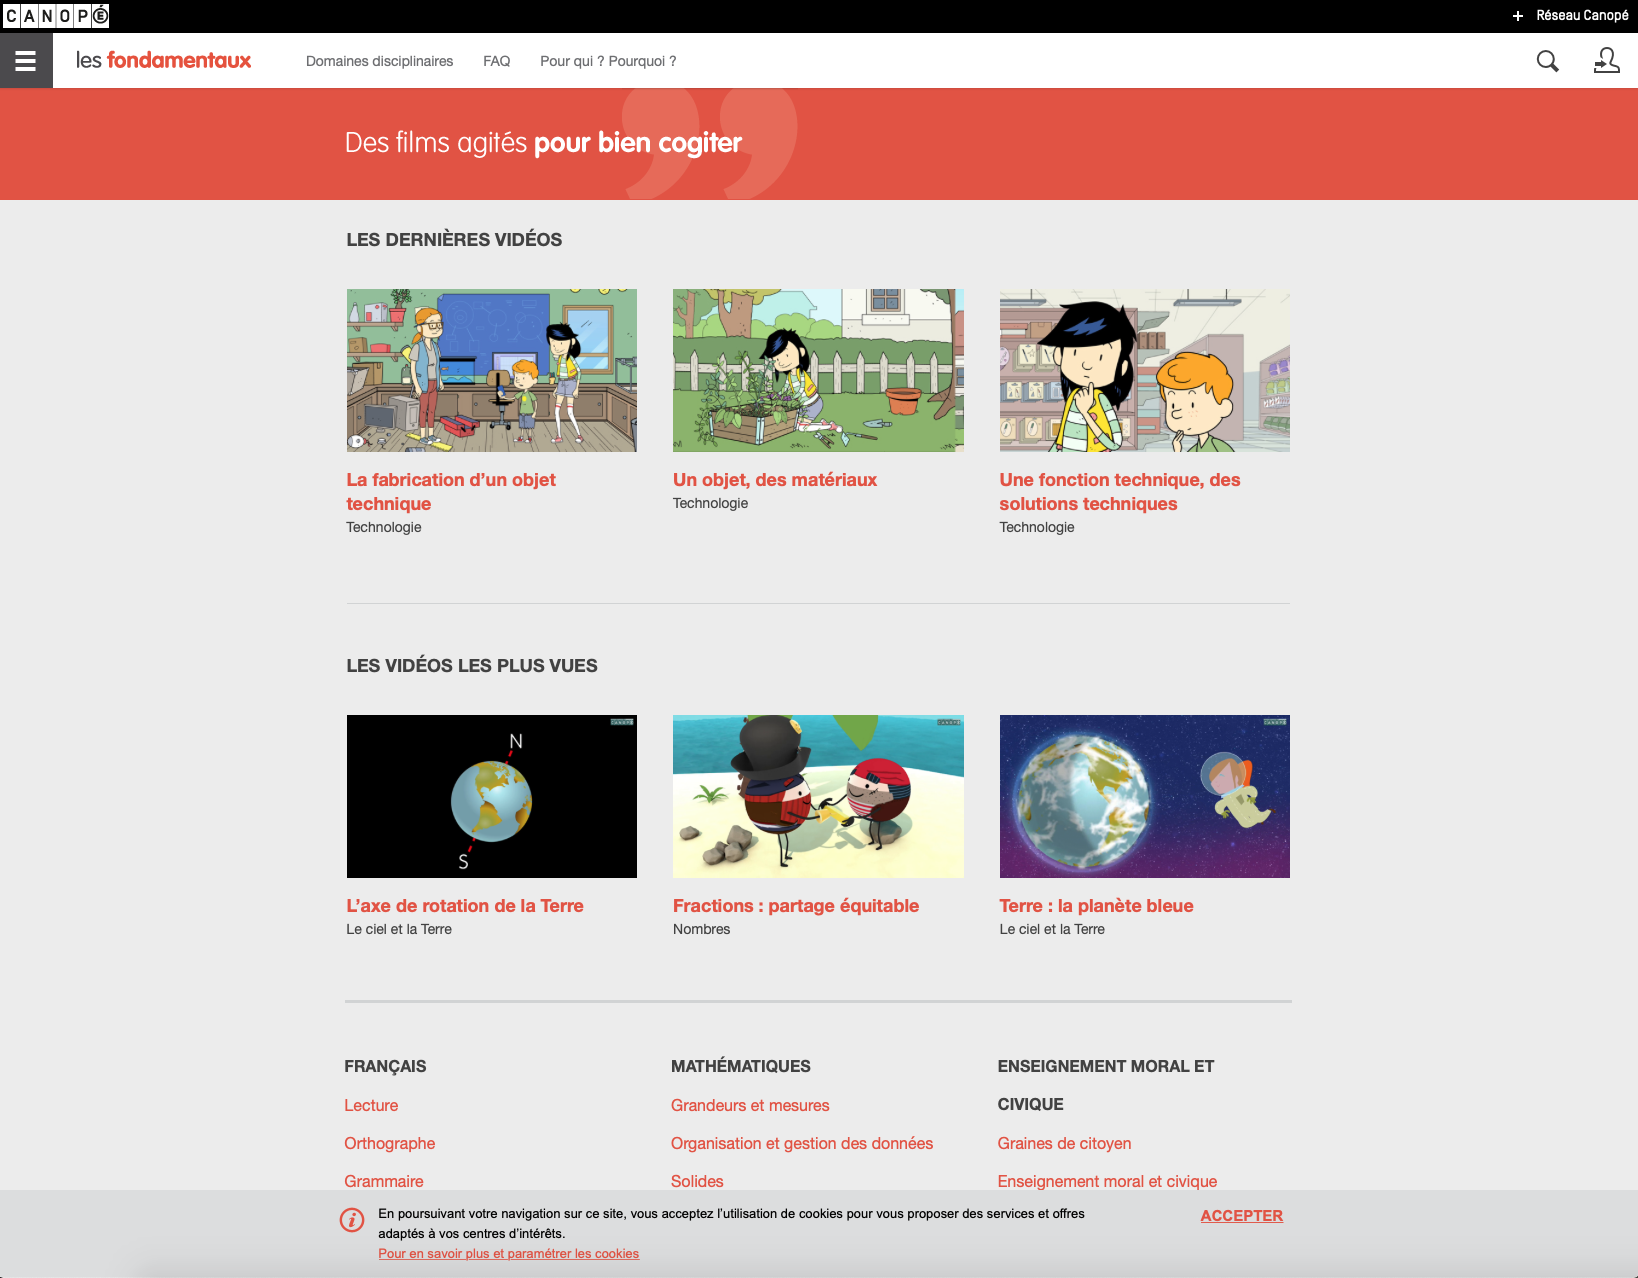 CANOPÉ
Réseau Canopé
les fondamentaux
Domaines disciplinaires
FAQ
Pour qui ? Pourquoi ?
Des films agités pour bien cogiter
LES DERNIÈRES VIDÉOS
La fabrication d’un objet
technique
Technologie
Un objet, des matériaux
Technologie
Une fonction technique, des
solutions techniques
Technologie
LES VIDÉOS LES PLUS VUES
N
S
L’axe de rotation de la Terre
Le ciel et la Terre
Fractions : partage équitable
Nombres
Terre : la planète bleue
Le ciel et la Terre
FRANÇAIS
Lecture
Orthographe
Grammaire
MATHÉMATIQUES
Grandeurs et mesures
Organisation et gestion des données
Solides
ENSEIGNEMENT MORAL ET
CIVIQUE
Graines de citoyen
Enseignement moral et civique
En poursuivant votre navigation sur ce site, vous acceptez l’utilisation de cookies pour vous proposer des services et offres
adaptés à vos centres d’intérêts.
Pour en savoir plus et paramétrer les cookies
ACCEPTER